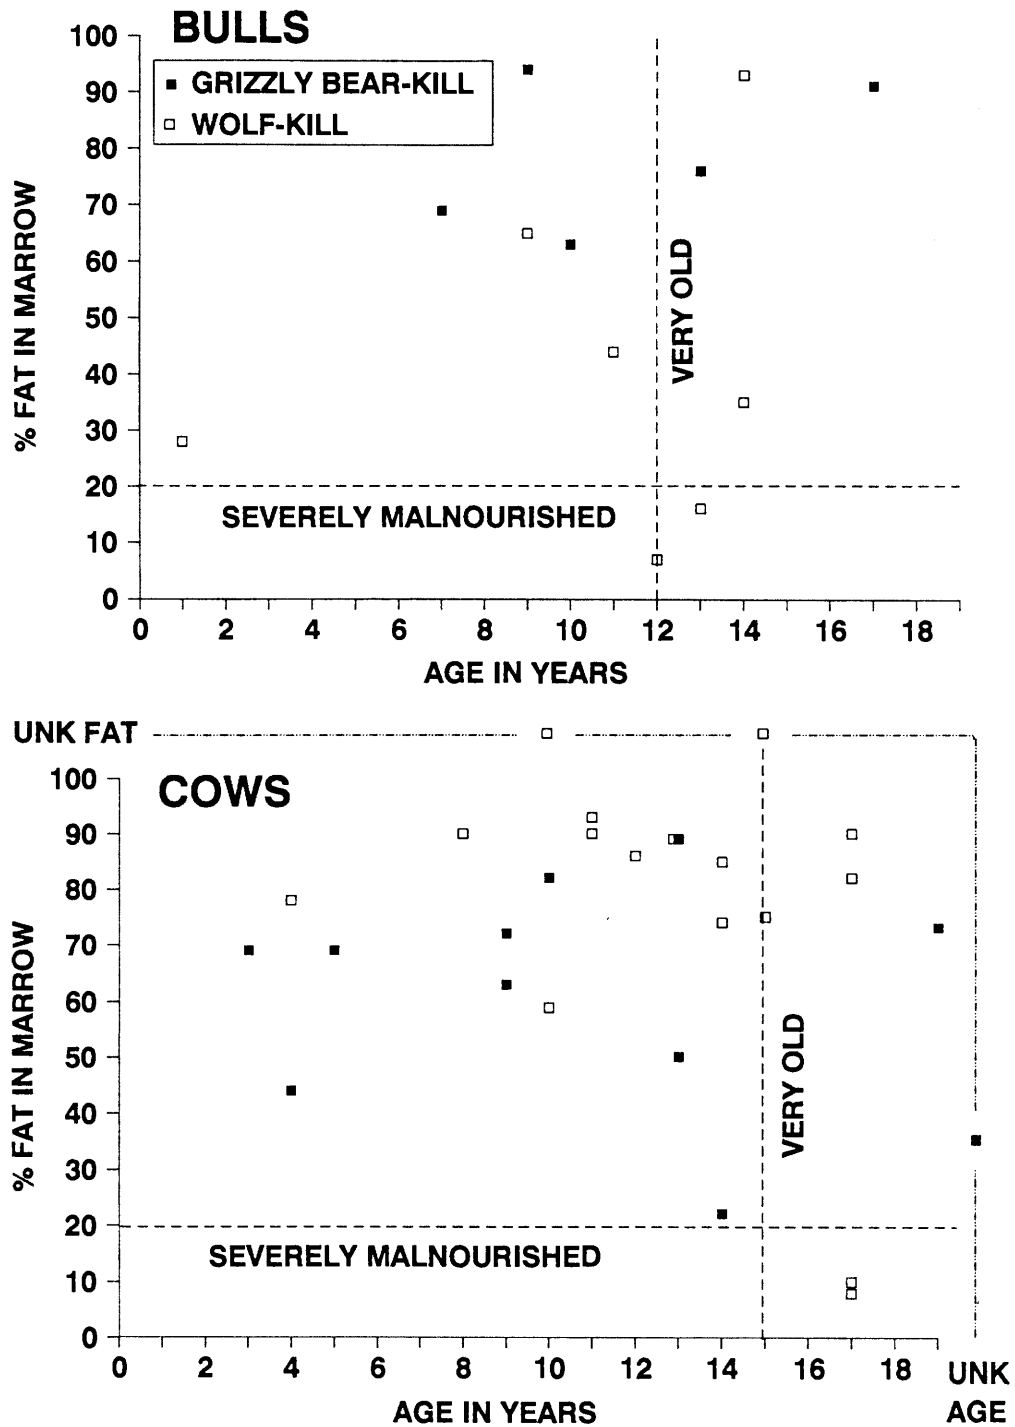 BULLS
GRIZZLY BEAR-KILL
WOLF-KILL
% FAT IN MARROW
100
90
80
70
60
50
40
30
20
10
0
VERY OLD
SEVERELY MALNOURISHED
0 2 4 6 8 10 12 14 16 18
AGE IN YEARS
UNK FAT
COWS
% FAT IN MARROW
100
90
80
70
60
50
40
30
20
10
0
VERY OLD
SEVERELY MALNOURISHED
0 2 4 6 8 10 12 14 16 18 UNK
AGE
AGE IN YEARS